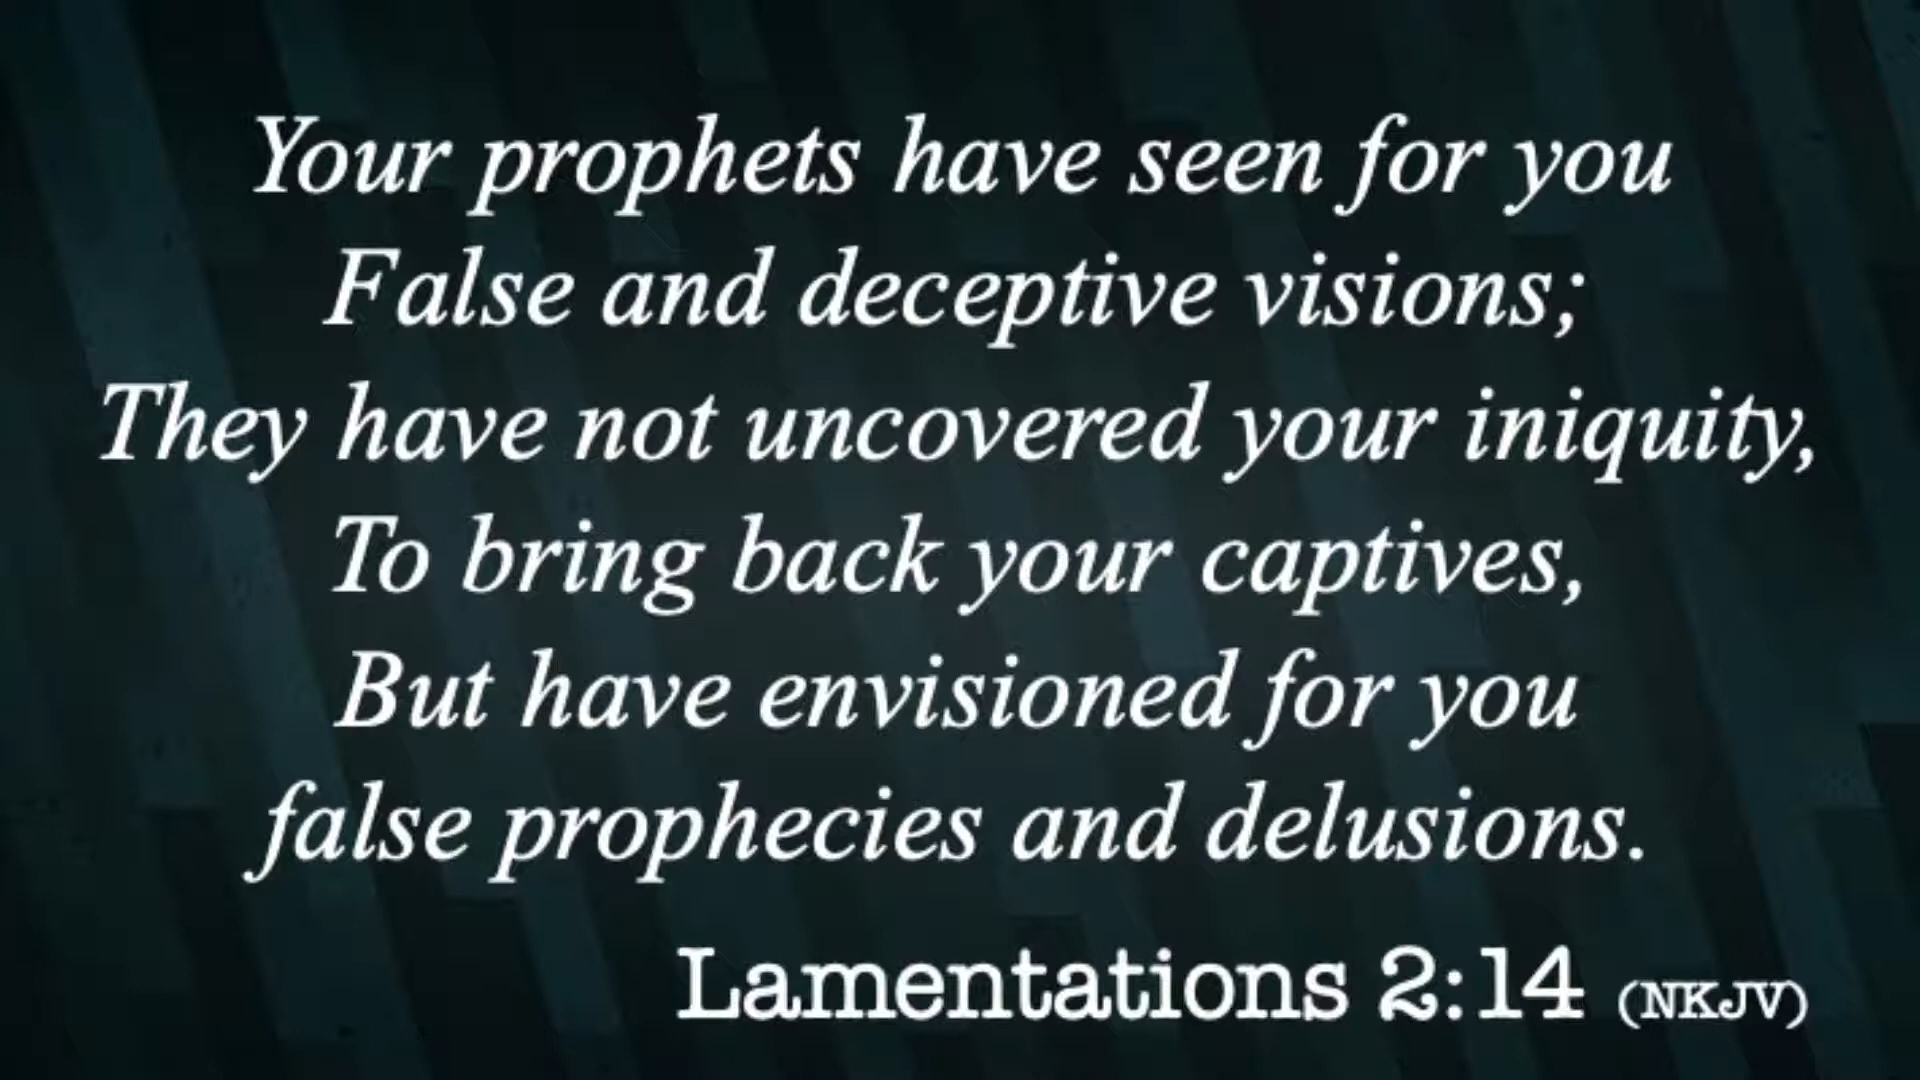 Your prophets have seen for you
False and deceptive visions;
They have not uncovered your iniquity,
To bring back your captives,
But have envisioned for you
false prophecies and delusions.
Lamentations 2:14 (NKJV)